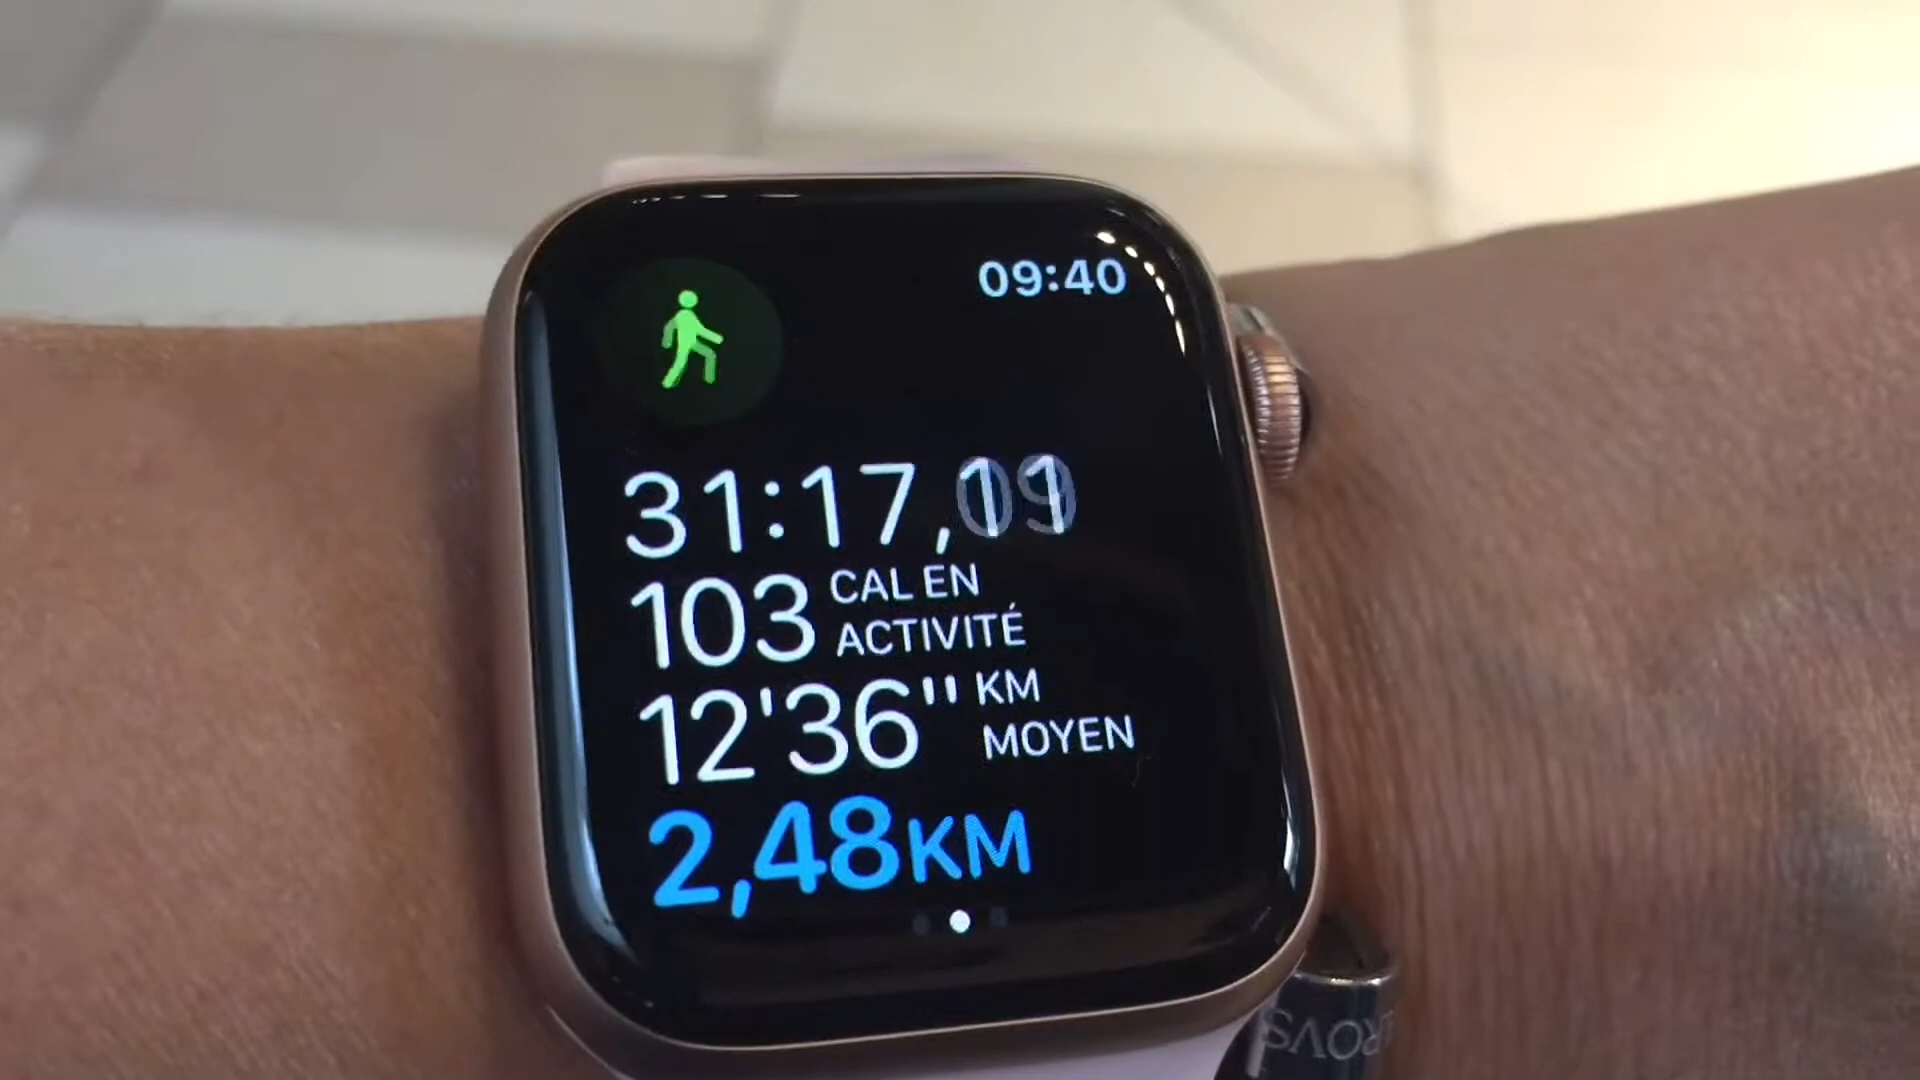 09:40
31:17,
103 CAL EN
ACTIVITÉ
12'36" KM
MOYEN
2,48KM